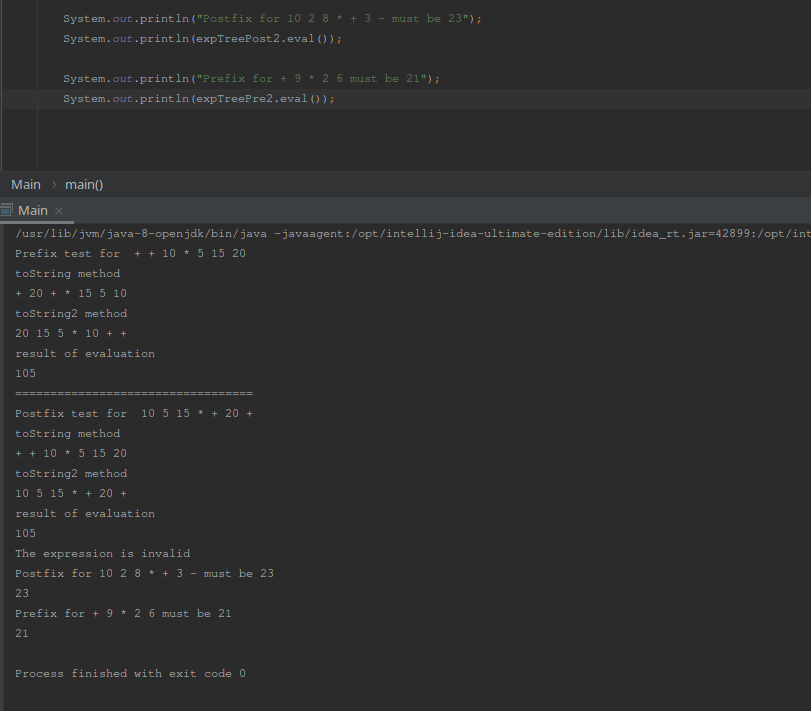 System.out.println("Postfix for 10 2 8 * + 3 - must be 23");
System.out.println(expTreePost2.eval());
System.out.println("Prefix for + 9 * 2 6 must be 21");
System.out.println(expTreePre2.eval());
Main > main()
Main ×
/usr/lib/jvm/java-8-openjdk/bin/java -javaagent:/opt/intellij-idea-ultimate-edition/lib/idea_rt.jar=42899:/opt/int
Prefix test for  + + 10 * 5 15 20
toString method
+ 20 + * 15 5 10
toString2 method
20 15 5 * 10 + +
result of evaluation
105
==================================
Postfix test for  10 5 15 * + 20 +
toString method
+ + 10 * 5 15 20
toString2 method
10 5 15 * + 20 +
result of evaluation
105
The expression is invalid
Postfix for 10 2 8 * + 3 - must be 23
23
Prefix for + 9 * 2 6 must be 21
21
Process finished with exit code 0